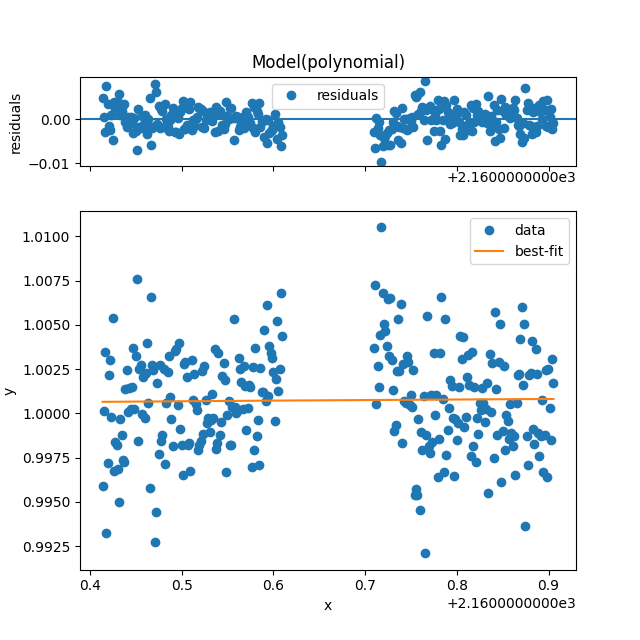 Model(polynomial)
residuals
0.00
−0.01
residuals
+2.1600000000e3
1.0100
1.0075
1.0050
1.0025
1.0000
0.9975
0.9950
0.9925
y
data
best-fit
0.4 0.5 0.6 0.7 0.8 0.9
x
+2.1600000000e3